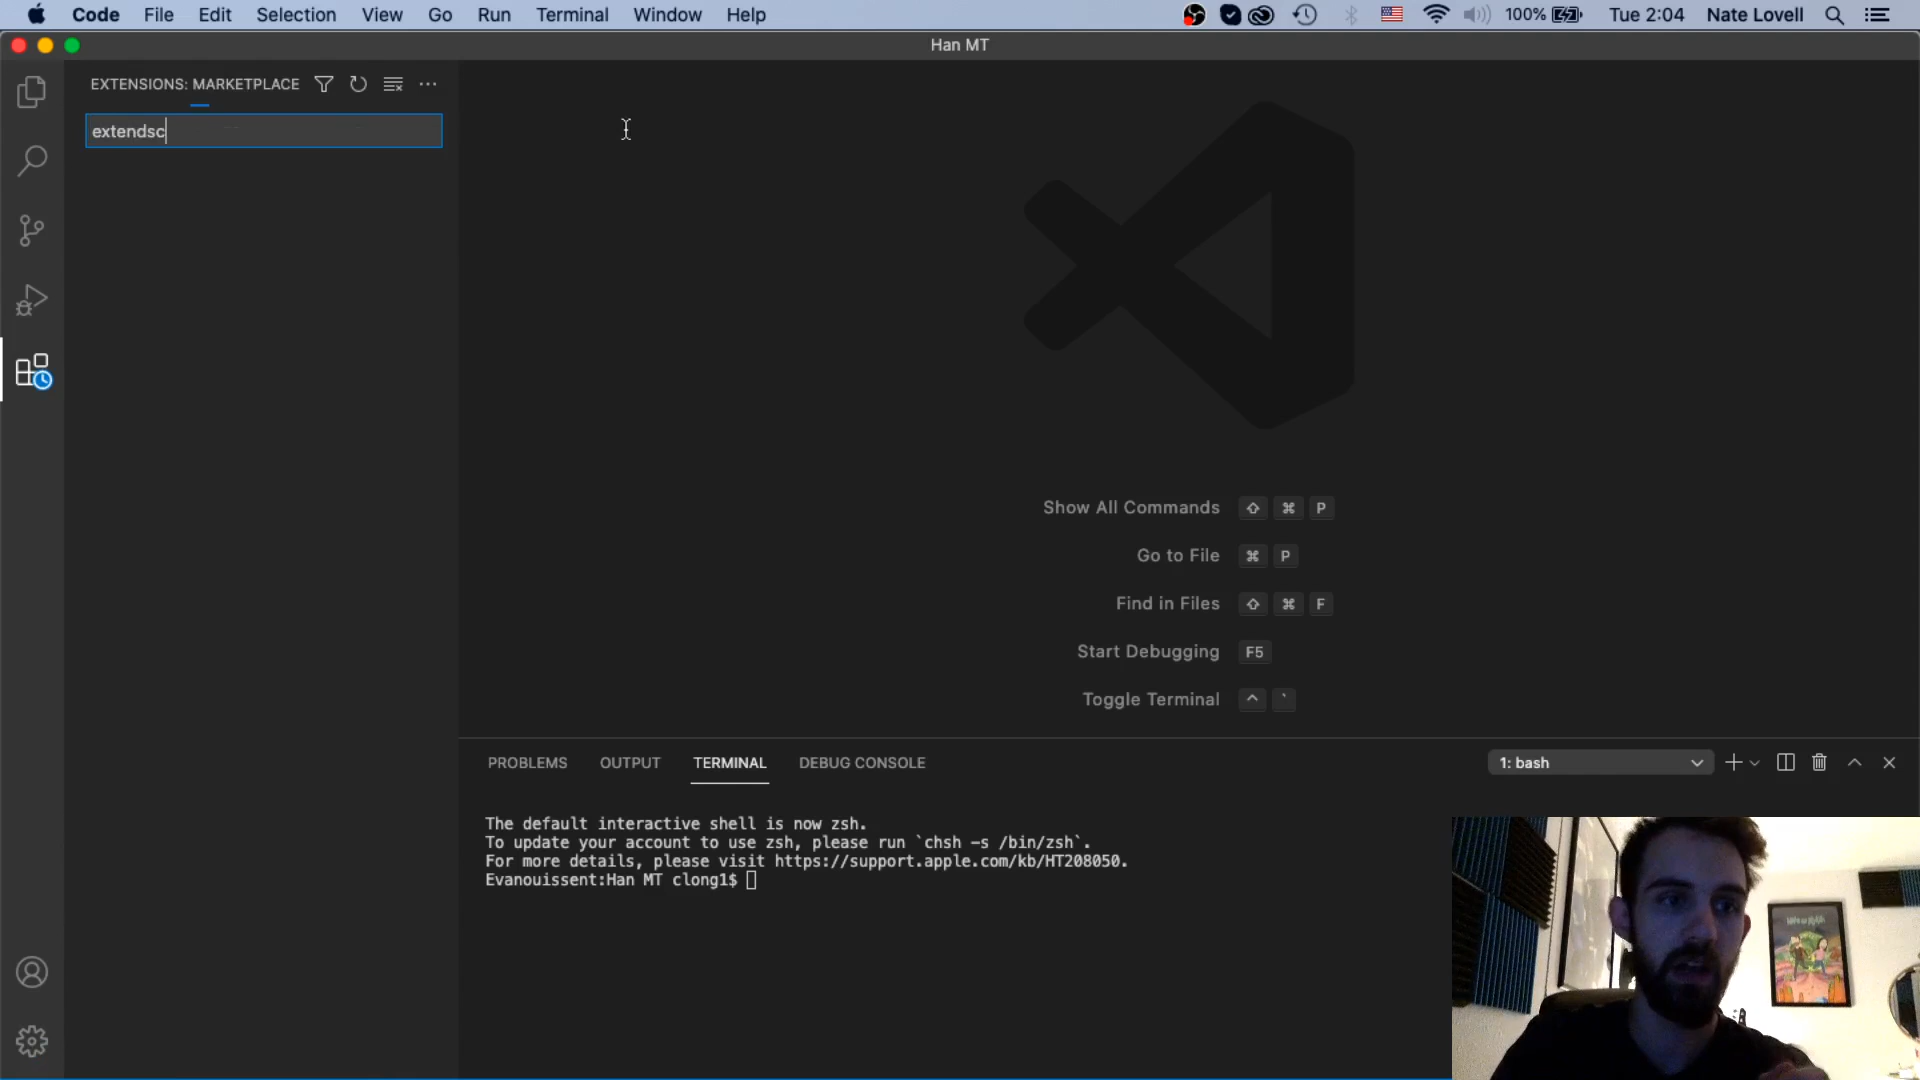 Code File Edit Selection View Go Run Terminal Window Help 100% Tue 2:04 Nate Lovell
Han MT
EXTENSIONS: MARKETPLACE
extendsc
Show All Commands ⇧ ⌘ P
Go to File ⌘ P
Find in Files ⇧ ⌘ F
Start Debugging F5
Toggle Terminal ^ `
PROBLEMS OUTPUT TERMINAL DEBUG CONSOLE 1: bash
The default interactive shell is now zsh.
To update your account to use zsh, please run `chsh -s /bin/zsh`.
For more details, please visit https://support.apple.com/kb/HT208050.
Evanouissent:Han MT clong1$